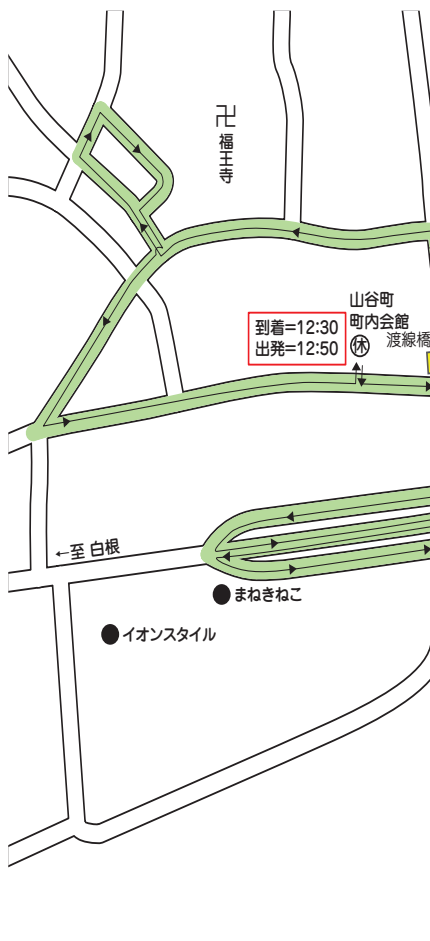 卍
福王寺
山谷町
町内会館
㊡
渡線橋
到着=12:30
出発=12:50
←至 白根
まねきねこ
イオンスタイル